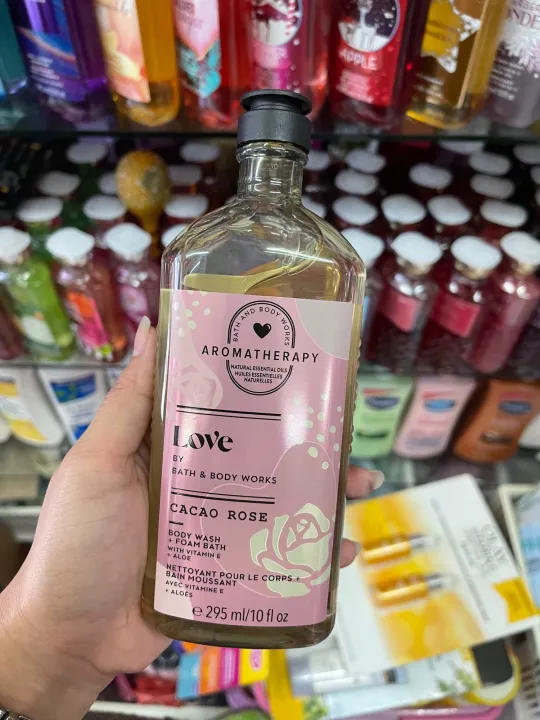 APPLE
BATH AND BODY WORKS
AROMATHERAPY
NATURAL ESSENTIAL OILS
HUILES ESSENTIELLES
NATURELLES
Love
BY
BATH & BODY WORKS
CACAO ROSE
BODY WASH
+ FOAM BATH
WITH VITAMIN E
+ ALOE
NETTOYANT POUR LE CORPS +
BAIN MOUSSANT
AVEC VITAMINE E
+ ALOÈS
℮ 295 ml/10 fl oz